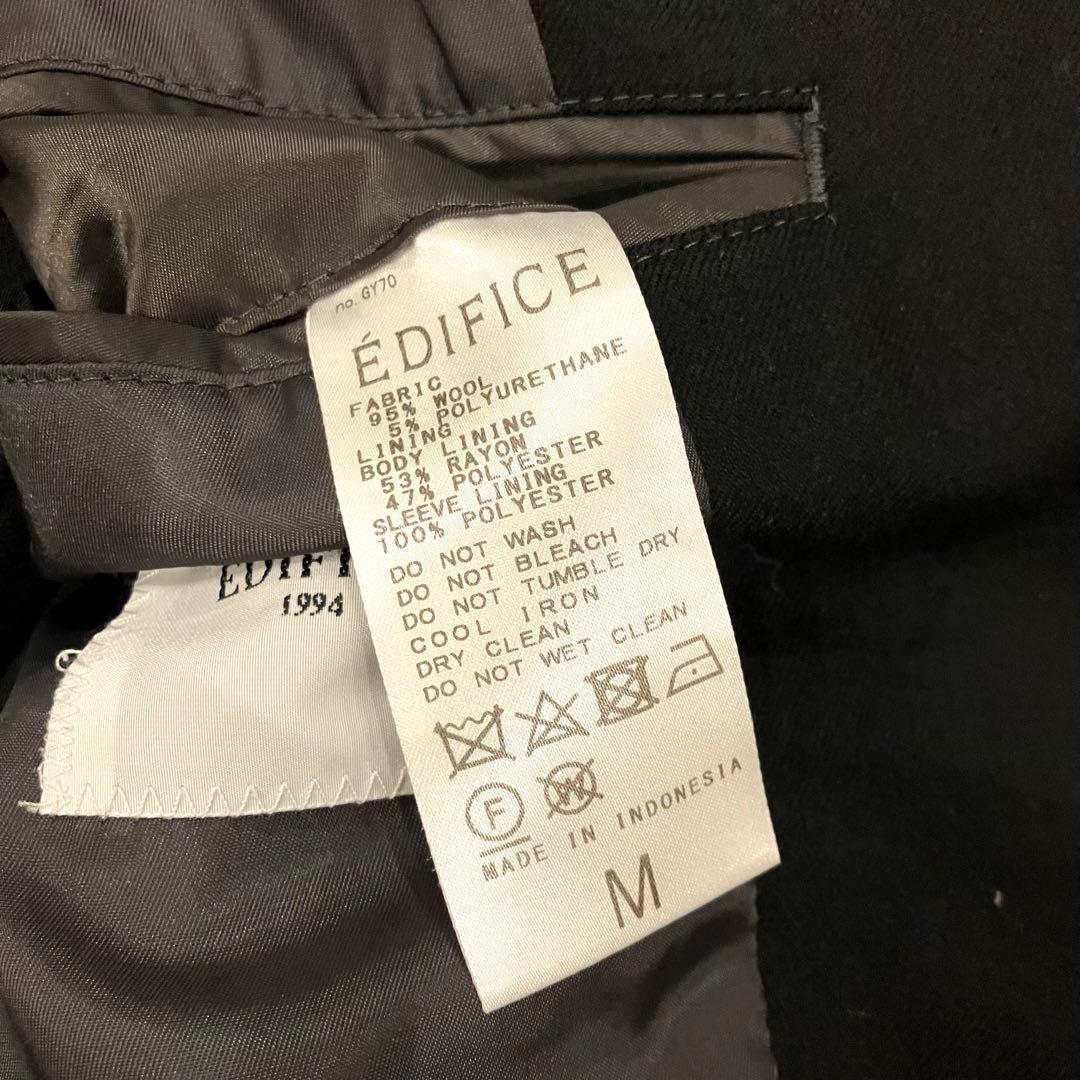 no. GY70
ÉDIFICE
FABRIC
95% WOOL
5% POLYURETHANE
LINING
BODY LINING
53% RAYON
47% POLYESTER
SLEEVE LINING
100% POLYESTER
DO NOT WASH
DO NOT BLEACH
DO NOT TUMBLE DRY
COOL IRON
DRY CLEAN
DO NOT WET CLEAN
F
W
MADE IN INDONESIA
M
1994